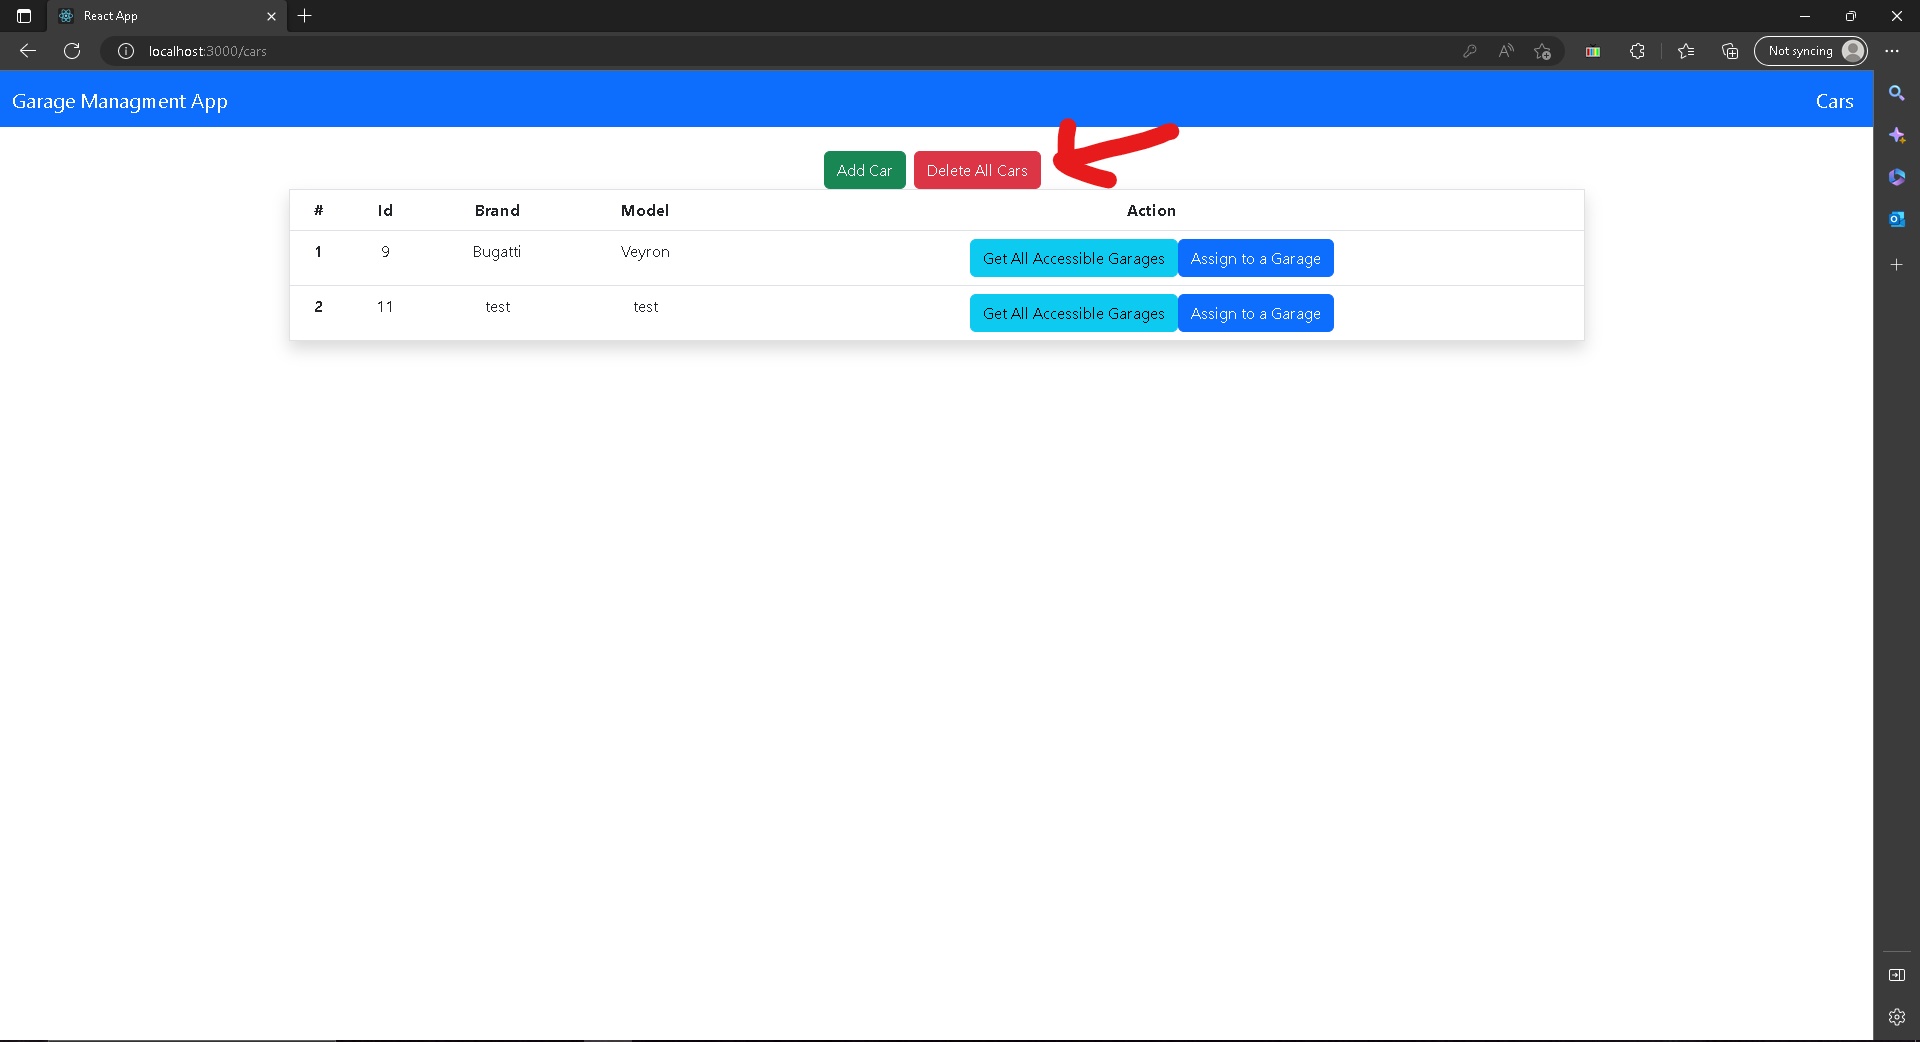 React App
localhost:3000/cars
Not syncing
Garage Managment App
Cars
Add Car
Delete All Cars
# Id Brand Model Action
1 9 Bugatti Veyron Get All Accessible Garages Assign to a Garage
2 11 test test Get All Accessible Garages Assign to a Garage